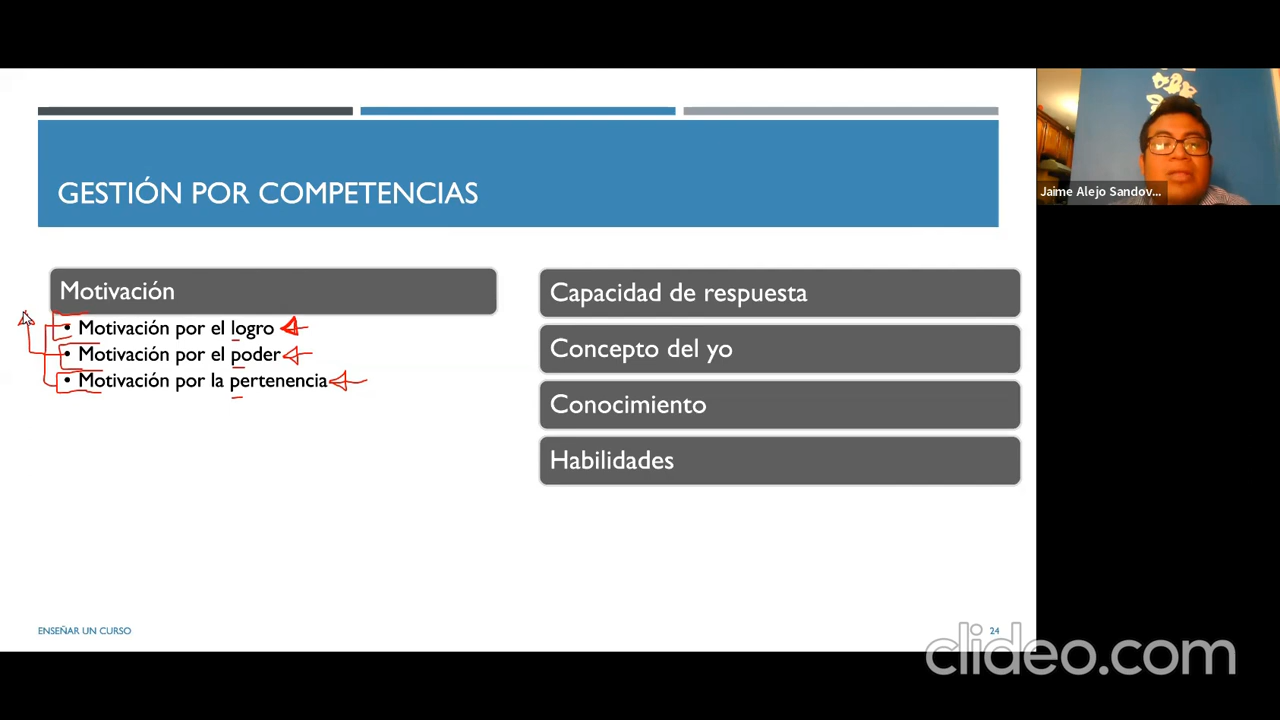 GESTIÓN POR COMPETENCIAS
Motivación
• Motivación por el logro
• Motivación por el poder
• Motivación por la pertenencia
Capacidad de respuesta
Concepto del yo
Conocimiento
Habilidades
ENSEÑAR UN CURSO
24
Jaime Alejo Sandov...
clideo.com